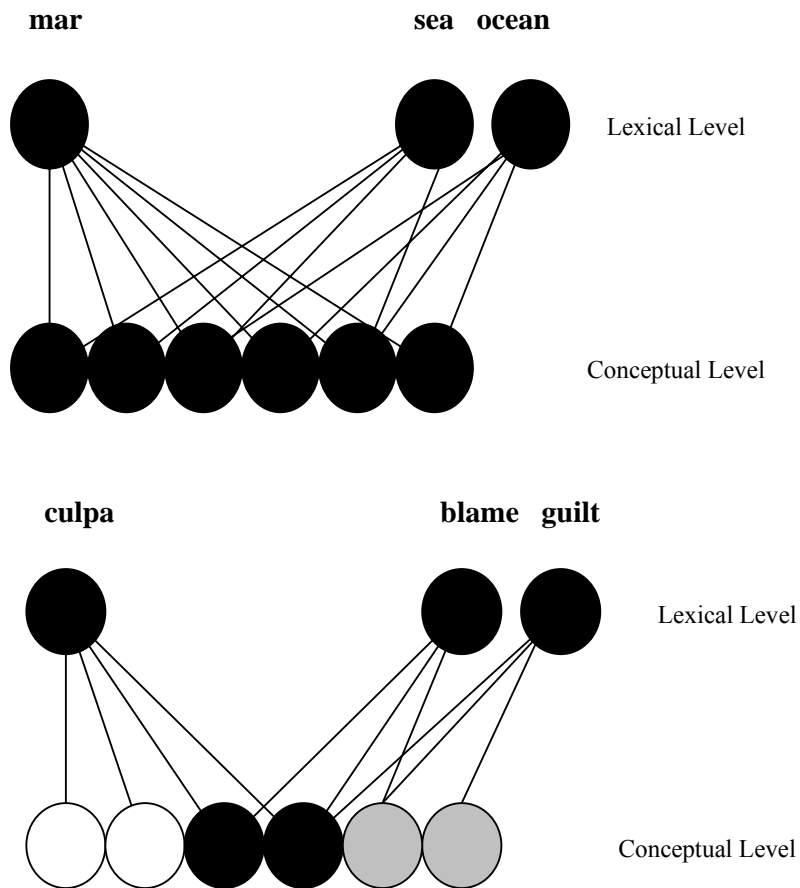 mar sea ocean
Lexical Level
Conceptual Level
culpa blame guilt
Lexical Level
Conceptual Level